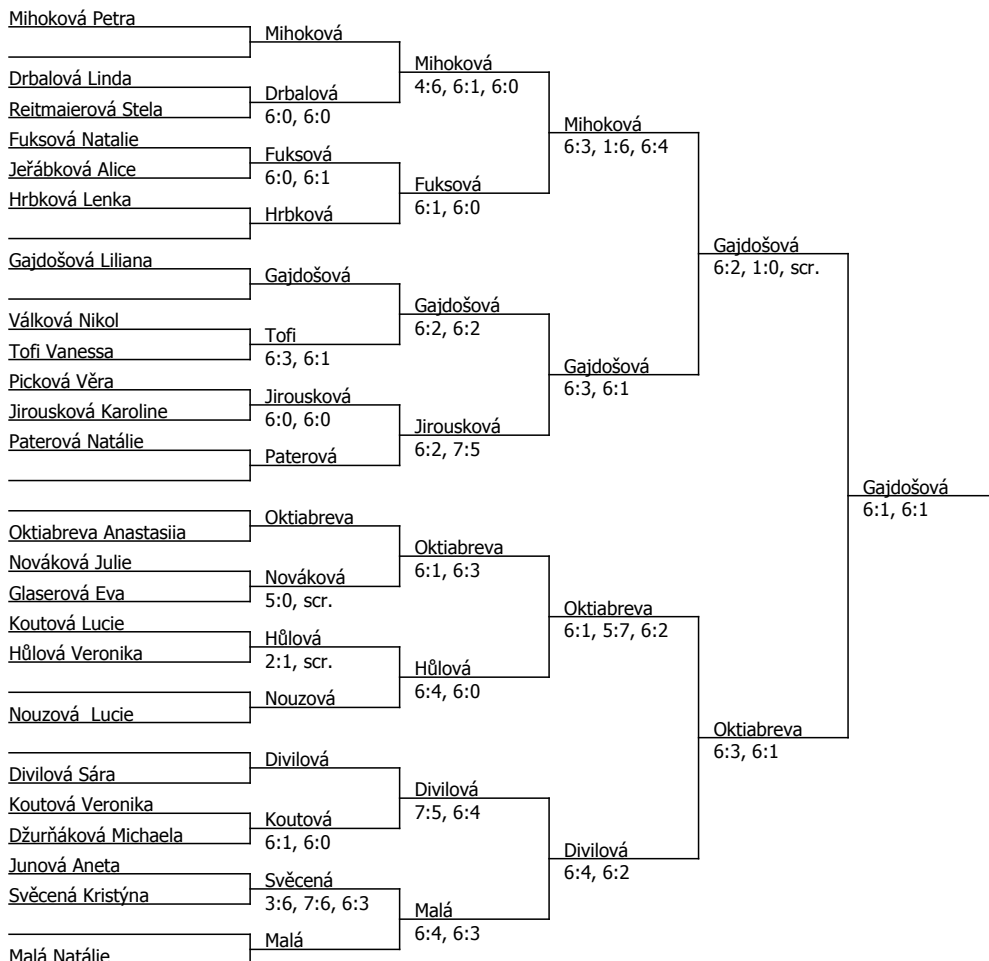 Mihoková Petra
Mihoková
Mihoková
4:6, 6:1, 6:0
Drbalová Linda
Drbalová
6:0, 6:0
Reitmaierová Stela
Mihoková
6:3, 1:6, 6:4
Fuksová Natalie
Fuksová
6:0, 6:1
Jeřábková Alice
Fuksová
6:1, 6:0
Hrbková Lenka
Hrbková
Gajdošová
6:2, 1:0, scr.
Gajdošová Liliana
Gajdošová
Gajdošová
6:2, 6:2
Válková Nikol
Tofi
6:3, 6:1
Tofi Vanessa
Gajdošová
6:3, 6:1
Picková Věra
Jirousková
6:0, 6:0
Jirousková Karoline
Jirousková
6:2, 7:5
Paterová Natálie
Paterová
Gajdošová
6:1, 6:1
Oktiabreva
Oktiabreva Anastasiia
Oktiabreva
6:1, 6:3
Nováková Julie
Nováková
5:0, scr.
Glaserová Eva
Oktiabreva
6:1, 5:7, 6:2
Koutová Lucie
Hůlová
2:1, scr.
Hůlová Veronika
Hůlová
6:4, 6:0
Nouzová
Nouzová  Lucie
Oktiabreva
6:3, 6:1
Divilová
Divilová Sára
Divilová
7:5, 6:4
Koutová Veronika
Koutová
6:1, 6:0
Džurňáková Michaela
Divilová
6:4, 6:2
Junová Aneta
Svěcená
3:6, 7:6, 6:3
Svěcená Kristýna
Malá
6:4, 6:3
Malá
Malá Natálie